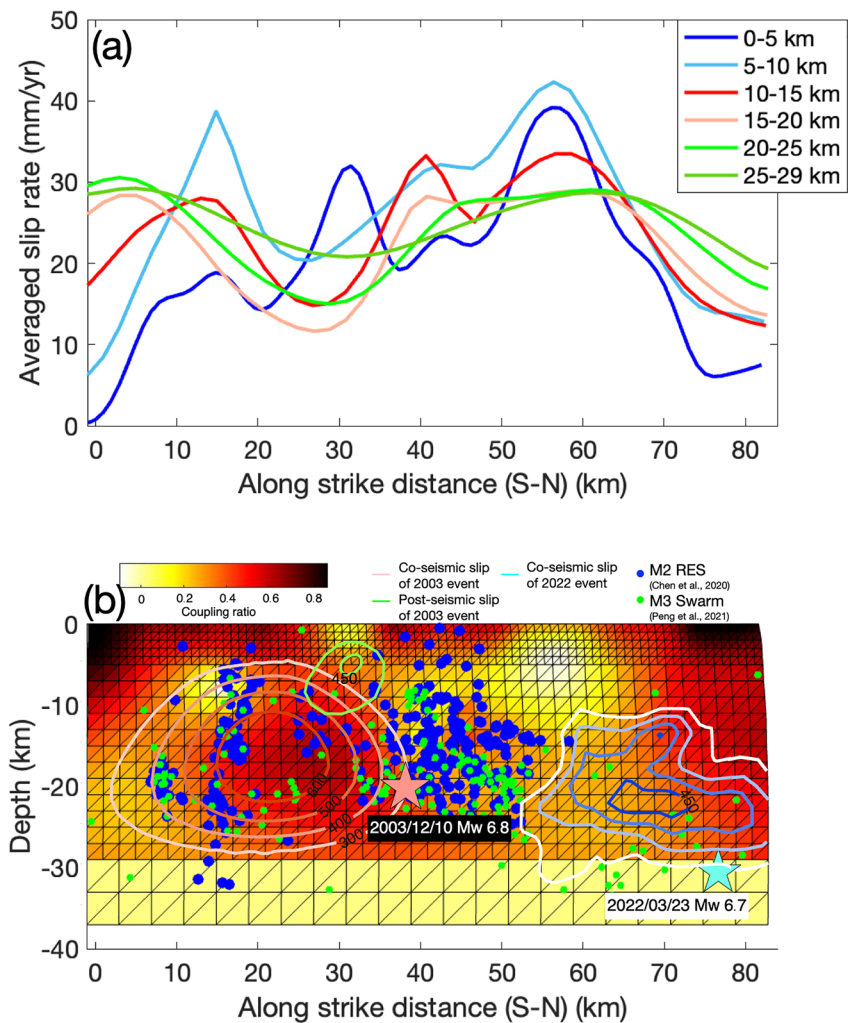 (a)
50
40
30
20
10
0
Averaged slip rate (mm/yr)
0-5 km
5-10 km
10-15 km
15-20 km
20-25 km
25-29 km
0 10 20 30 40 50 60 70 80
Along strike distance (S-N) (km)
(b)
0 0.2 0.4 0.6 0.8
Coupling ratio
Co-seismic slip
of 2003 event
Post-seismic slip
of 2003 event
Co-seismic slip
of 2022 event
M2 RES
(Chen et al., 2020)
M3 Swarm
(Peng et al., 2021)
0
-10
-20
-30
-40
Depth (km)
450
600
500
400
300
450
2003/12/10 Mw 6.8
2022/03/23 Mw 6.7
0 10 20 30 40 50 60 70 80
Along strike distance (S-N) (km)